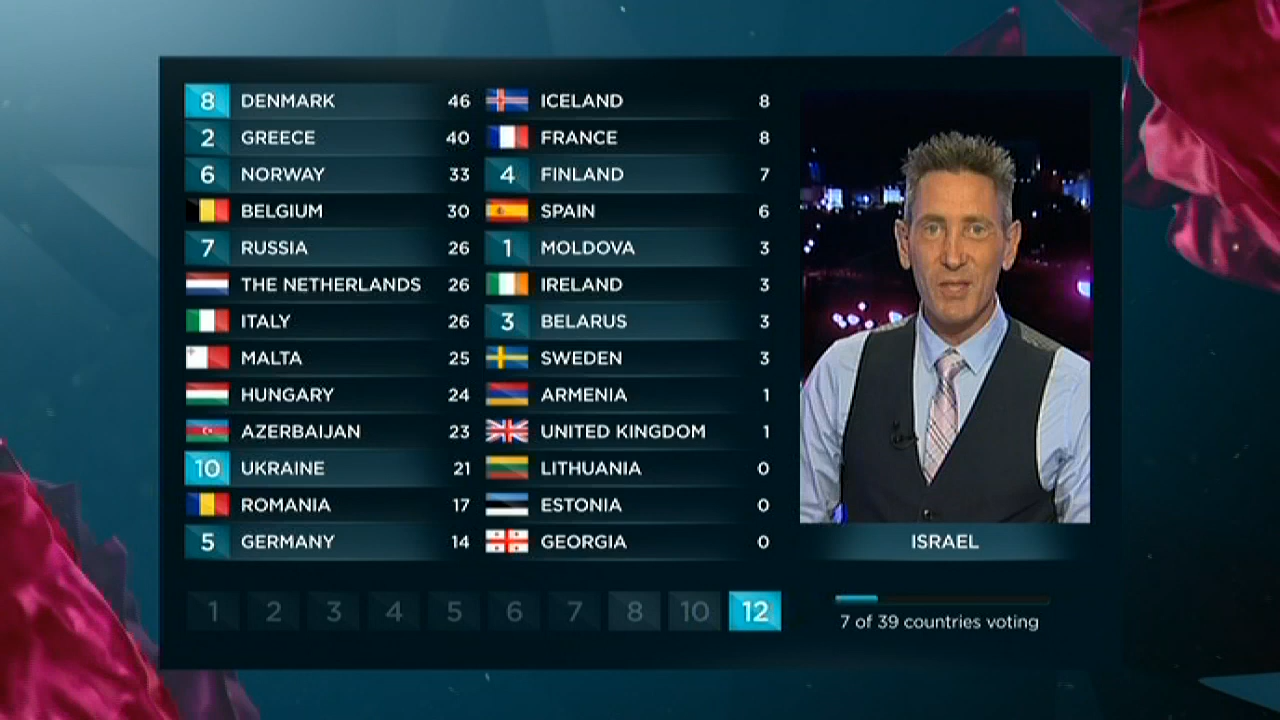 8 DENMARK 46
2 GREECE 40
6 NORWAY 33
BELGIUM 30
7 RUSSIA 26
THE NETHERLANDS 26
ITALY 26
MALTA 25
HUNGARY 24
AZERBAIJAN 23
10 UKRAINE 21
ROMANIA 17
5 GERMANY 14
ICELAND 8
FRANCE 8
4 FINLAND 7
SPAIN 6
1 MOLDOVA 3
IRELAND 3
3 BELARUS 3
SWEDEN 3
ARMENIA 1
UNITED KINGDOM 1
LITHUANIA 0
ESTONIA 0
GEORGIA 0
1 2 3 4 5 6 7 8 10 12
ISRAEL
7 of 39 countries voting